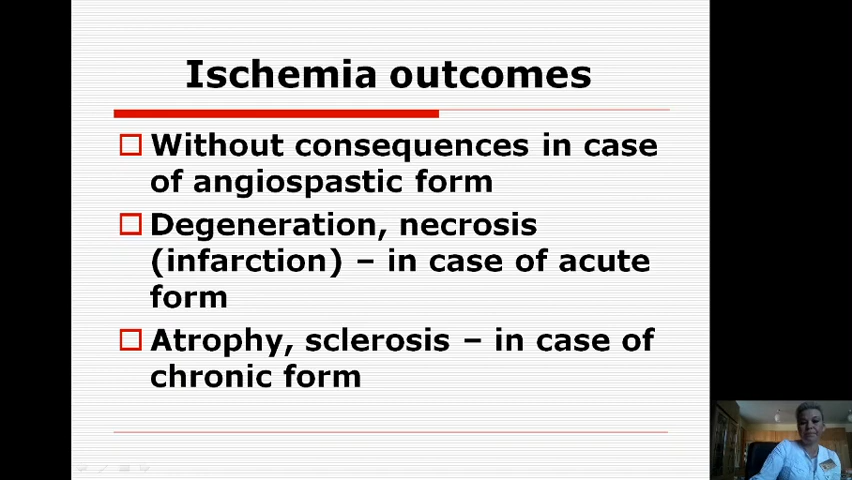 Ischemia outcomes
Without consequences in case
of angiospastic form
Degeneration, necrosis
(infarction) – in case of acute
form
Atrophy, sclerosis – in case of
chronic form